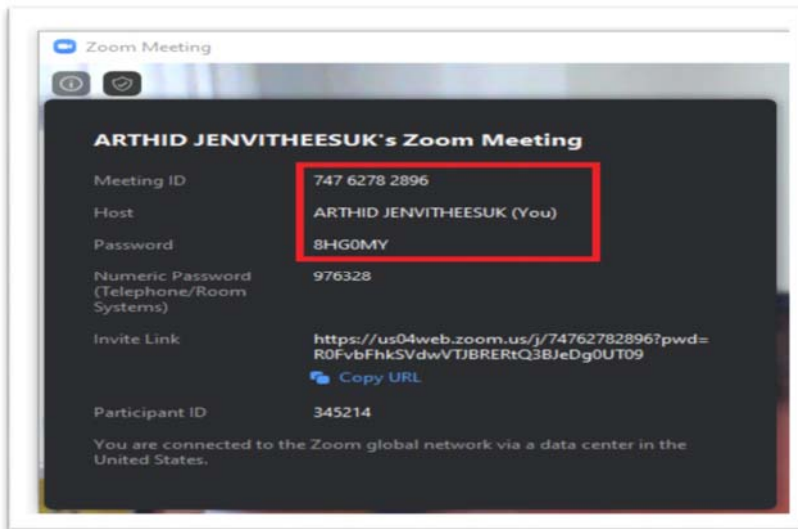 Zoom Meeting
ARTHID JENVITHEESUK's Zoom Meeting
Meeting ID 747 6278 2896
Host ARTHID JENVITHEESUK (You)
Password 8HG0MY
Numeric Password 976328
(Telephone/Room
Systems)
Invite Link https://us04web.zoom.us/j/74762782896?pwd=
R0FvbFhkSVdwVTJBRERtQ3BJeDg0UT09
Copy URL
Participant ID 345214
You are connected to the Zoom global network via a data center in the
United States.